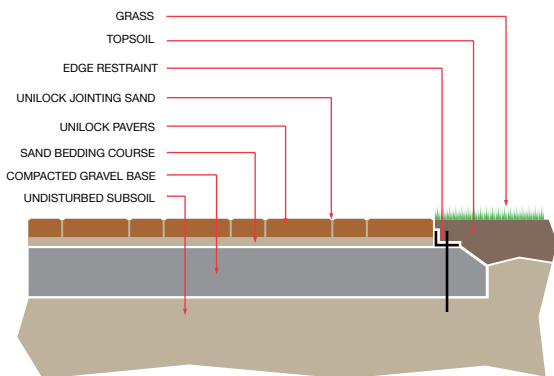 GRASS
TOPSOIL
EDGE RESTRAINT
UNILOCK JOINTING SAND
UNILOCK PAVERS
SAND BEDDING COURSE
COMPACTED GRAVEL BASE
UNDISTURBED SUBSOIL